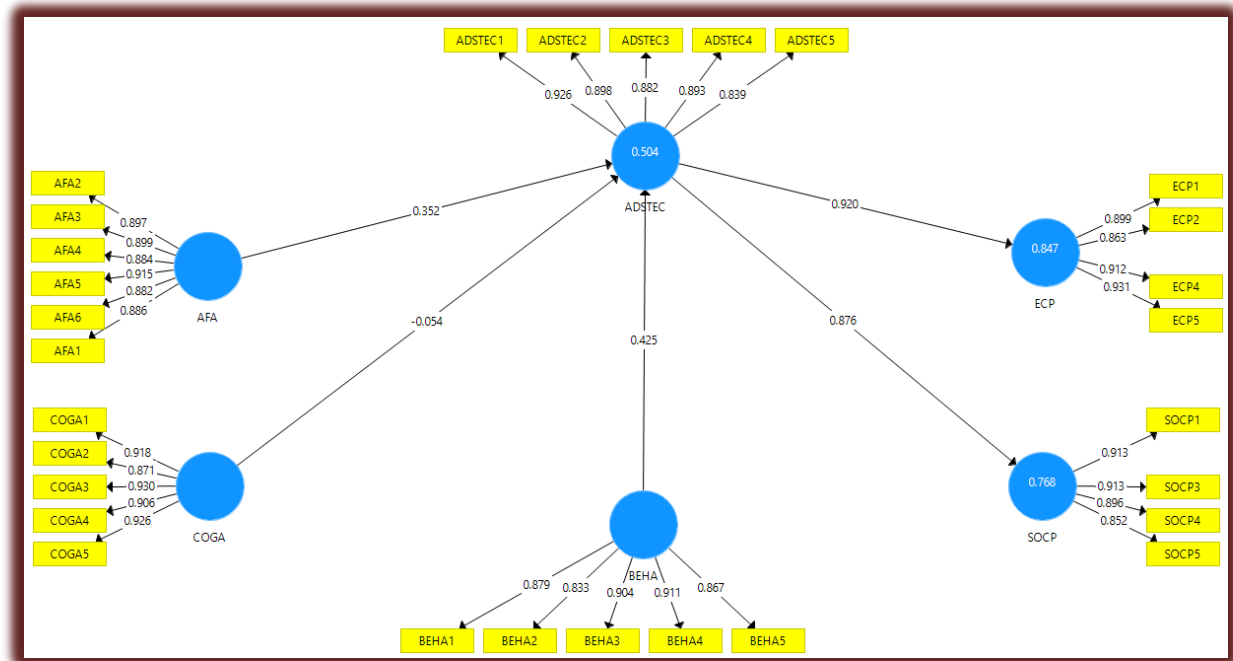 ADSTEC1 ADSTEC2 ADSTEC3 ADSTEC4 ADSTEC5
0.926 0.898 0.882 0.893 0.839
0.504
ADSTEC
AFA2
AFA3
AFA4
AFA5
AFA6
AFA1
0.897
0.899
0.884
0.915
0.882
0.886
AFA
0.352
-0.054
0.425
0.920
0.876
ECP1
ECP2
ECP4
ECP5
0.899
0.863
0.912
0.931
0.847
ECP
COGA1
COGA2
COGA3
COGA4
COGA5
0.918
0.871
0.930
0.906
0.926
COGA
BEHA
0.879 0.833 0.904 0.911 0.867
BEHA1 BEHA2 BEHA3 BEHA4 BEHA5
SOCP1
SOCP3
SOCP4
SOCP5
0.913
0.913
0.896
0.852
0.768
SOCP